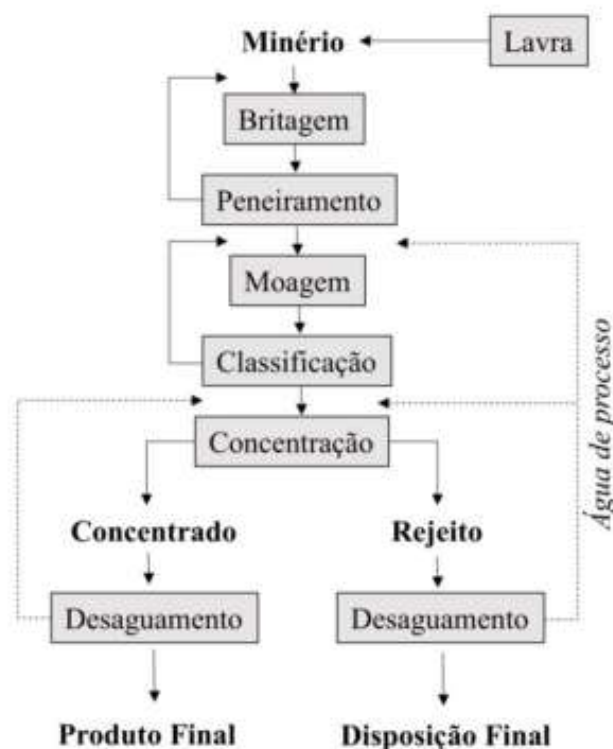 Minério
Lavra
Britagem
Peneiramento
Moagem
Classificação
Concentração
Água de processo
Concentrado
Rejeito
Desaguamento
Desaguamento
Produto Final
Disposição Final